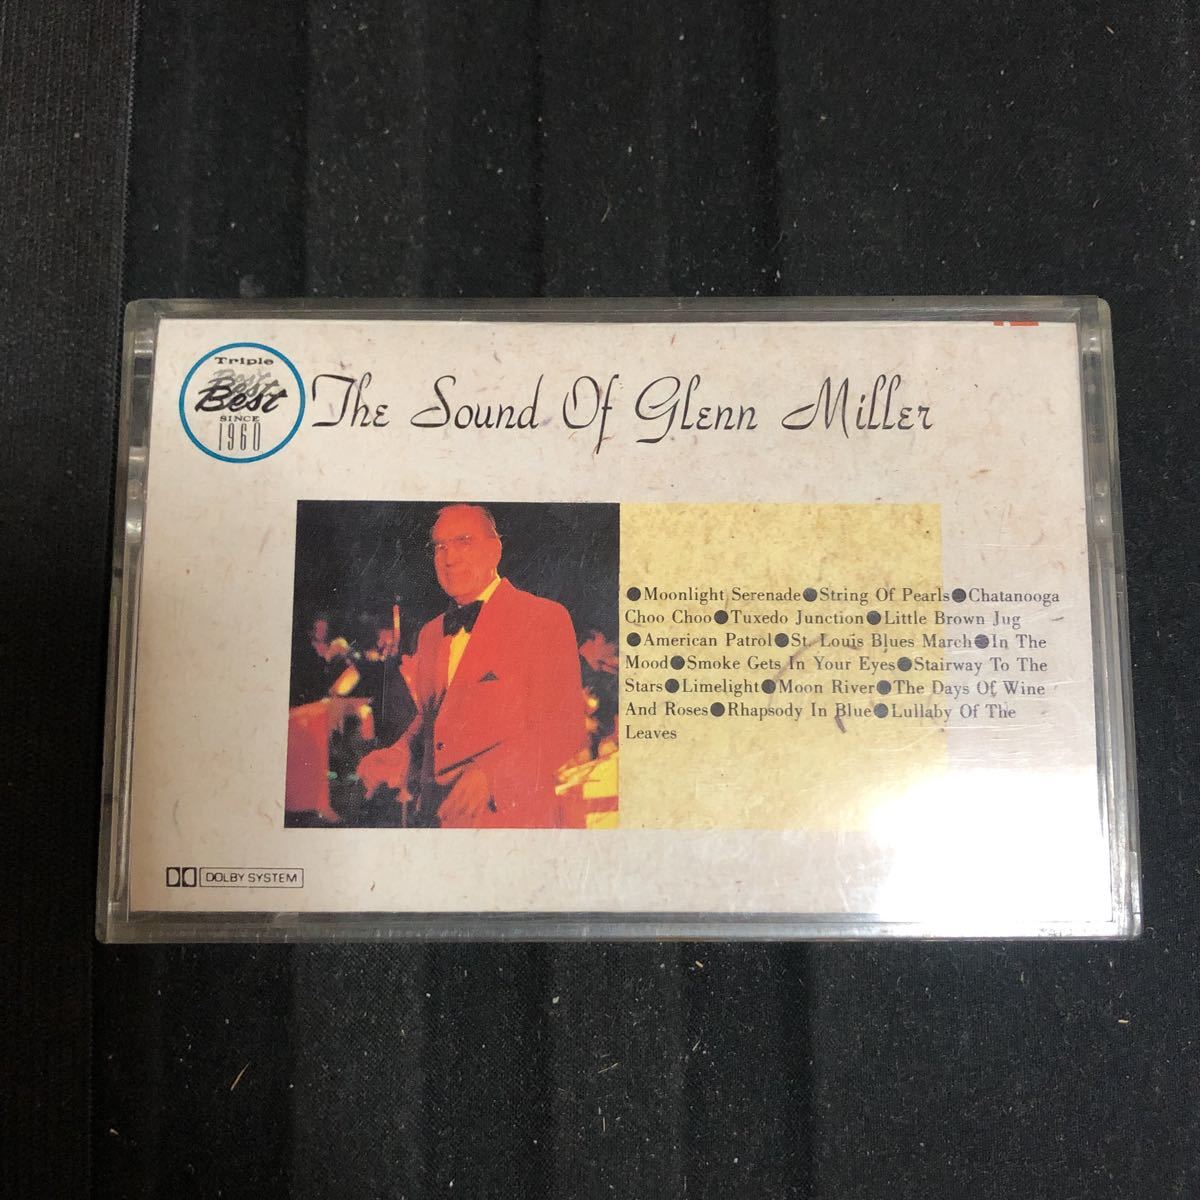 Triple
Best
Best
Best
SINCE
1960
The Sound Of Glenn Miller
●Moonlight Serenade●String Of Pearls●Chatanooga
Choo Choo●Tuxedo Junction●Little Brown Jug
●American Patrol●St. Louis Blues March●In The
Mood●Smoke Gets In Your Eyes●Stairway To The
Stars●Limelight●Moon River●The Days Of Wine
And Roses●Rhapsody In Blue●Lullaby Of The
Leaves
DOLBY SYSTEM